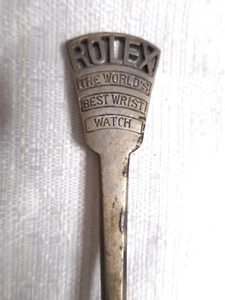 ROLEX
THE WORLD'S
BEST WRIST
WATCH